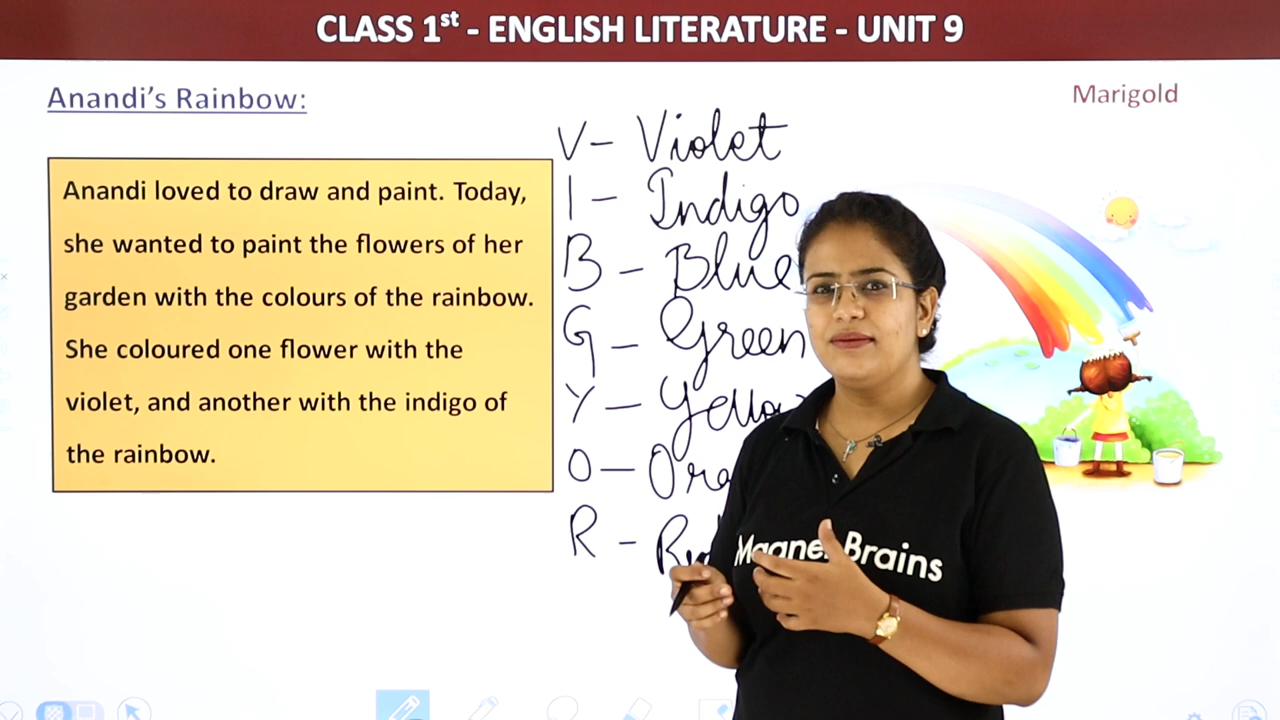 CLASS 1st - ENGLISH LITERATURE - UNIT 9
Anandi's Rainbow:
Marigold
Anandi loved to draw and paint. Today,
she wanted to paint the flowers of her
garden with the colours of the rainbow.
She coloured one flower with the
violet, and another with the indigo of
the rainbow.
V - Violet
I - Indigo
B - Blue
G - Green
Y - Yellow
O - Ora
R -
Magnet Brains